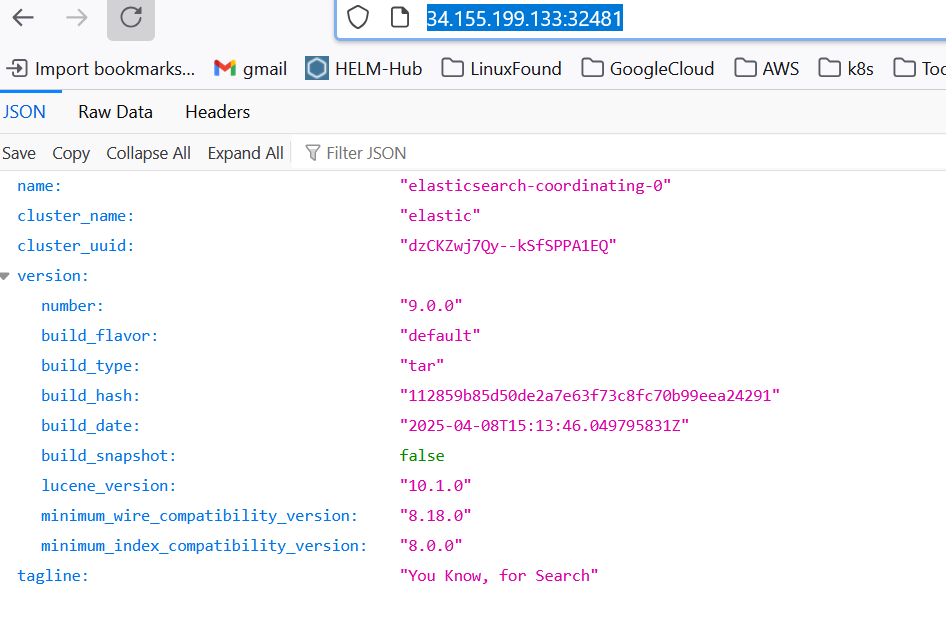 34.155.199.133:32481
Import bookmarks... gmail HELM-Hub LinuxFound GoogleCloud AWS k8s Too
JSON Raw Data Headers
Save Copy Collapse All Expand All Filter JSON
name: "elasticsearch-coordinating-0"
cluster_name: "elastic"
cluster_uuid: "dzCKZwj7Qy--kSfSPPA1EQ"
version:
number: "9.0.0"
build_flavor: "default"
build_type: "tar"
build_hash: "112859b85d50de2a7e63f73c8fc70b99eea24291"
build_date: "2025-04-08T15:13:46.049795831Z"
build_snapshot: false
lucene_version: "10.1.0"
minimum_wire_compatibility_version: "8.18.0"
minimum_index_compatibility_version: "8.0.0"
tagline: "You Know, for Search"